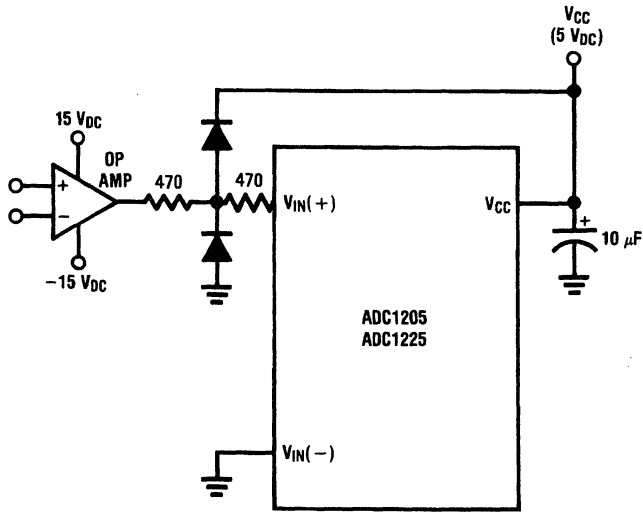 VCC
(5 VDC)
15 VDC
OP
AMP
+
−
470
470
−15 VDC
VIN(+)
VCC
+
10 μF
ADC1205
ADC1225
VIN(−)